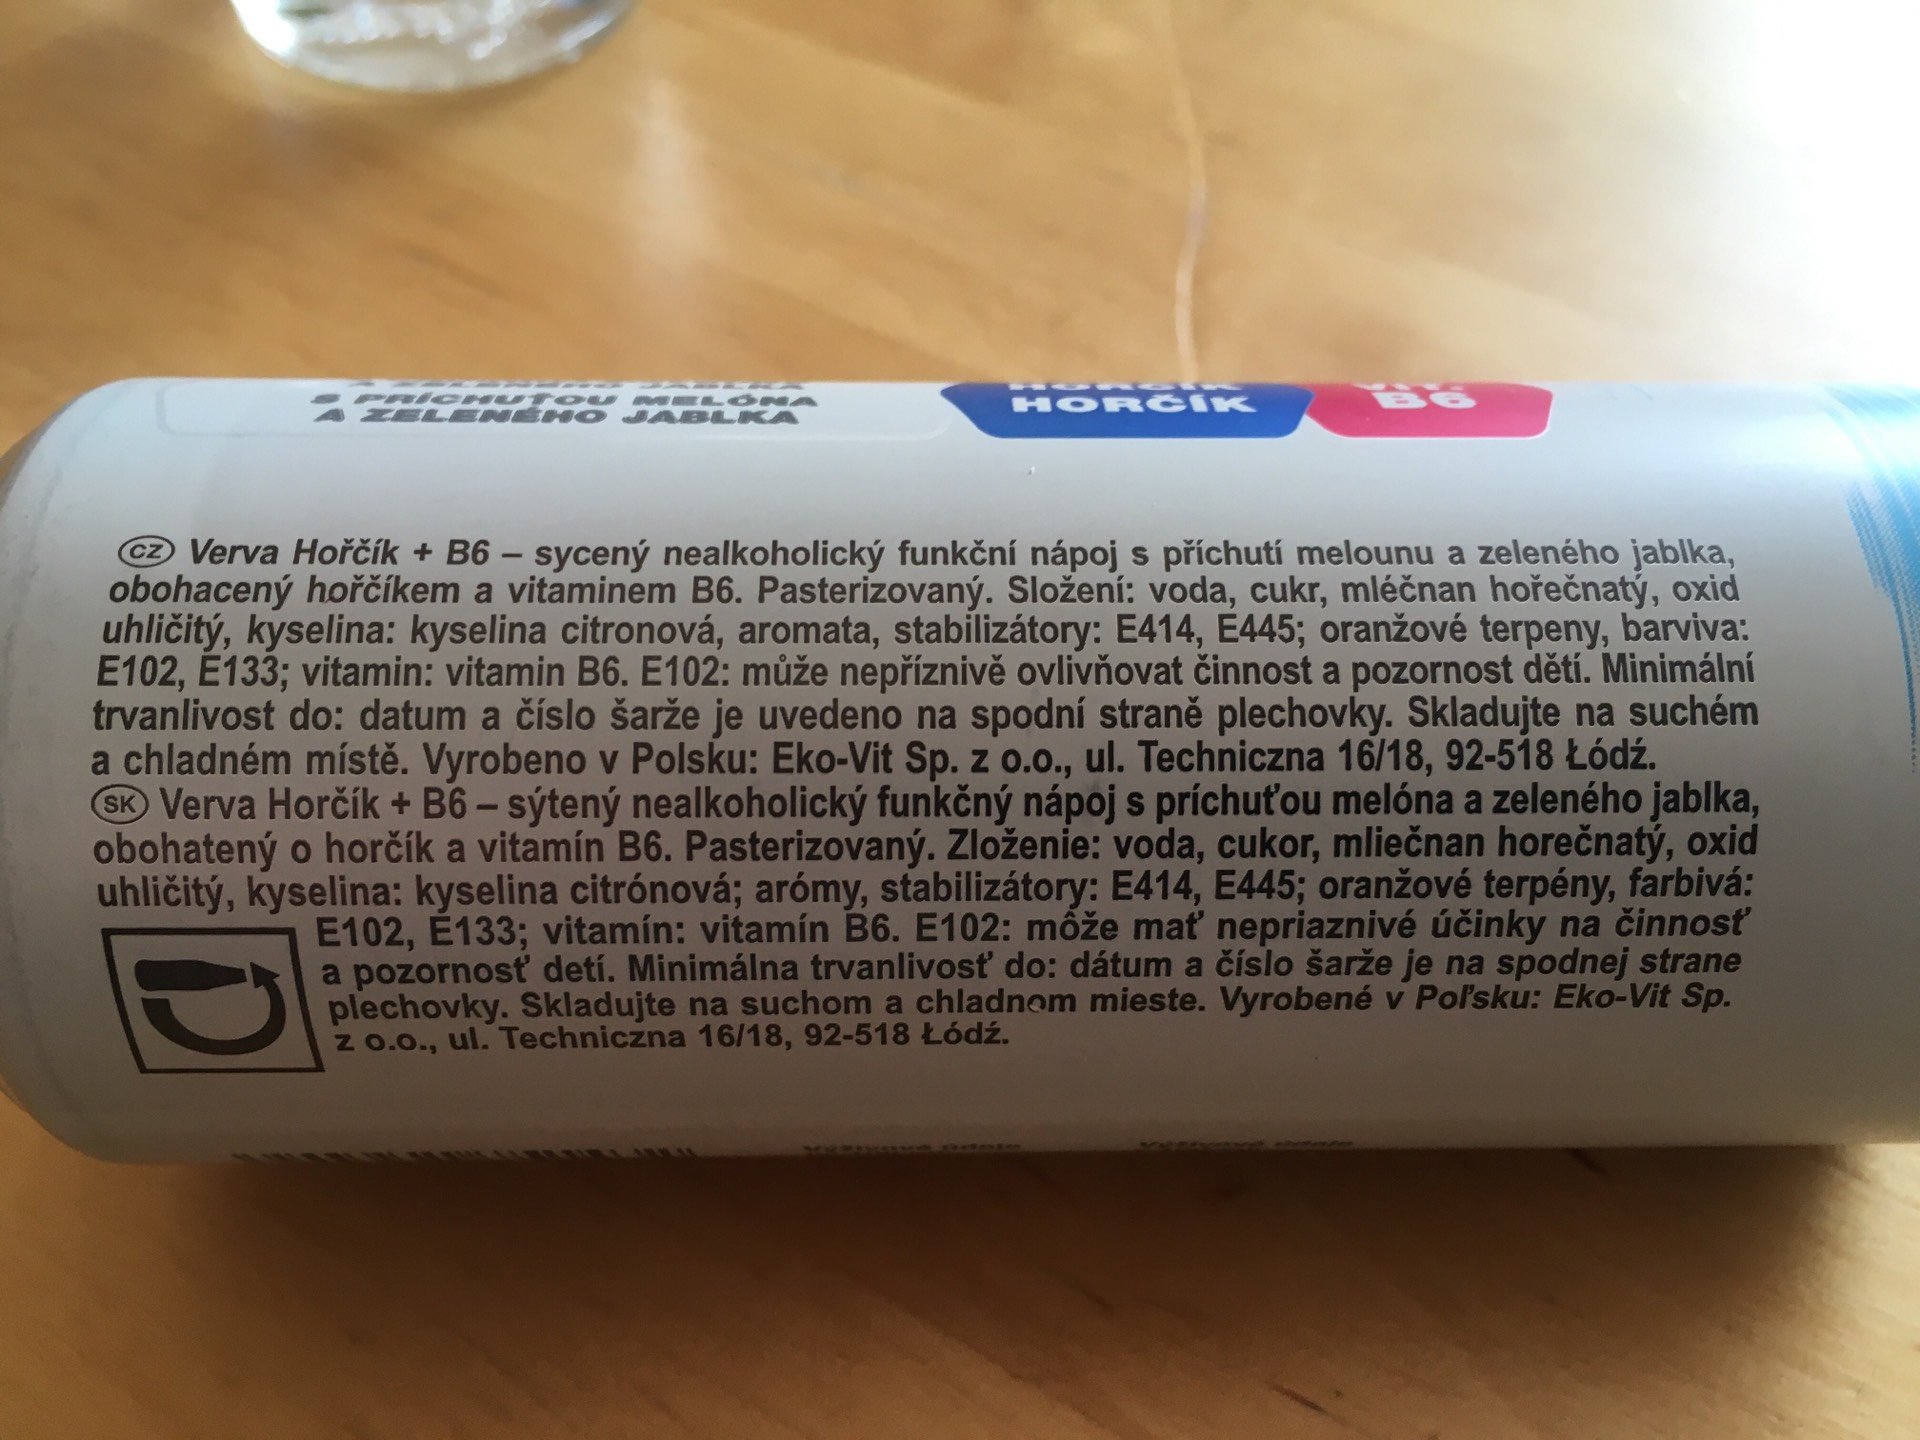 S PRÍCHUŤOU MELÓNA
A ZELENÉHO JABLKA
HORČÍK
B6
CZ Verva Hořčík + B6 – sycený nealkoholický funkční nápoj s příchutí melounu a zeleného jablka,
obohacený hořčíkem a vitaminem B6. Pasterizovaný. Složení: voda, cukr, mléčnan hořečnatý, oxid
uhličitý, kyselina: kyselina citronová, aromata, stabilizátory: E414, E445; oranžové terpeny, barviva:
E102, E133; vitamin: vitamin B6. E102: může nepříznivě ovlivňovat činnost a pozornost dětí. Minimální
trvanlivost do: datum a číslo šarže je uvedeno na spodní straně plechovky. Skladujte na suchém
a chladném místě. Vyrobeno v Polsku: Eko-Vit Sp. z o.o., ul. Techniczna 16/18, 92-518 Łódź.
SK Verva Horčík + B6 – sýtený nealkoholický funkčný nápoj s príchuťou melóna a zeleného jablka,
obohatený o horčík a vitamín B6. Pasterizovaný. Zloženie: voda, cukor, mliečnan horečnatý, oxid
uhličitý, kyselina: kyselina citrónová; arómy, stabilizátory: E414, E445; oranžové terpény, farbivá:
E102, E133; vitamín: vitamín B6. E102: môže mať nepriaznivé účinky na činnosť
a pozornosť detí. Minimálna trvanlivosť do: dátum a číslo šarže je na spodnej strane
plechovky. Skladujte na suchom a chladnom mieste. Vyrobené v Poľsku: Eko-Vit Sp.
z o.o., ul. Techniczna 16/18, 92-518 Łódź.